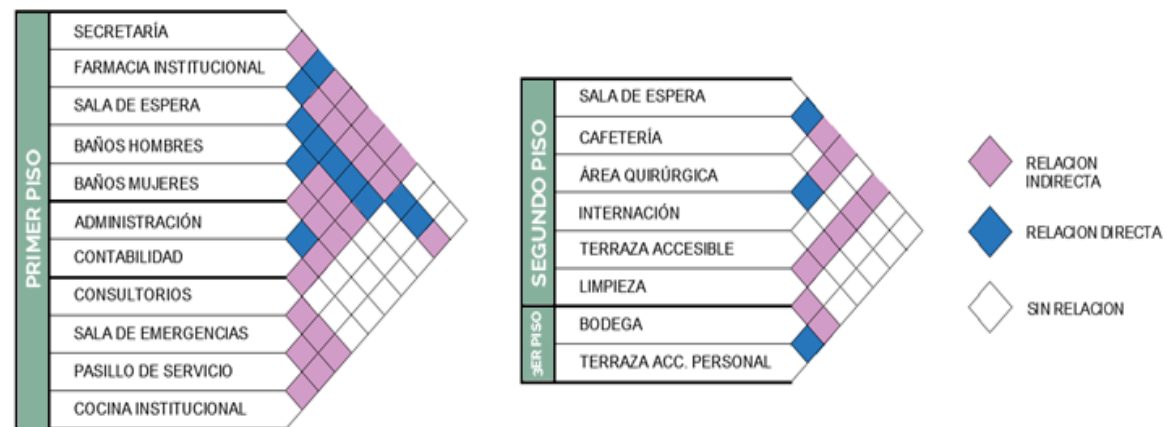 PRIMER PISO
SECRETARÍA
FARMACIA INSTITUCIONAL
SALA DE ESPERA
BAÑOS HOMBRES
BAÑOS MUJERES
ADMINISTRACIÓN
CONTABILIDAD
CONSULTORIOS
SALA DE EMERGENCIAS
PASILLO DE SERVICIO
COCINA INSTITUCIONAL
SEGUNDO PISO
SALA DE ESPERA
CAFETERÍA
ÁREA QUIRÚRGICA
INTERNACIÓN
TERRAZA ACCESIBLE
LIMPIEZA
3ER PISO
BODEGA
TERRAZA ACC. PERSONAL
RELACION
INDIRECTA
RELACION DIRECTA
SIN RELACION